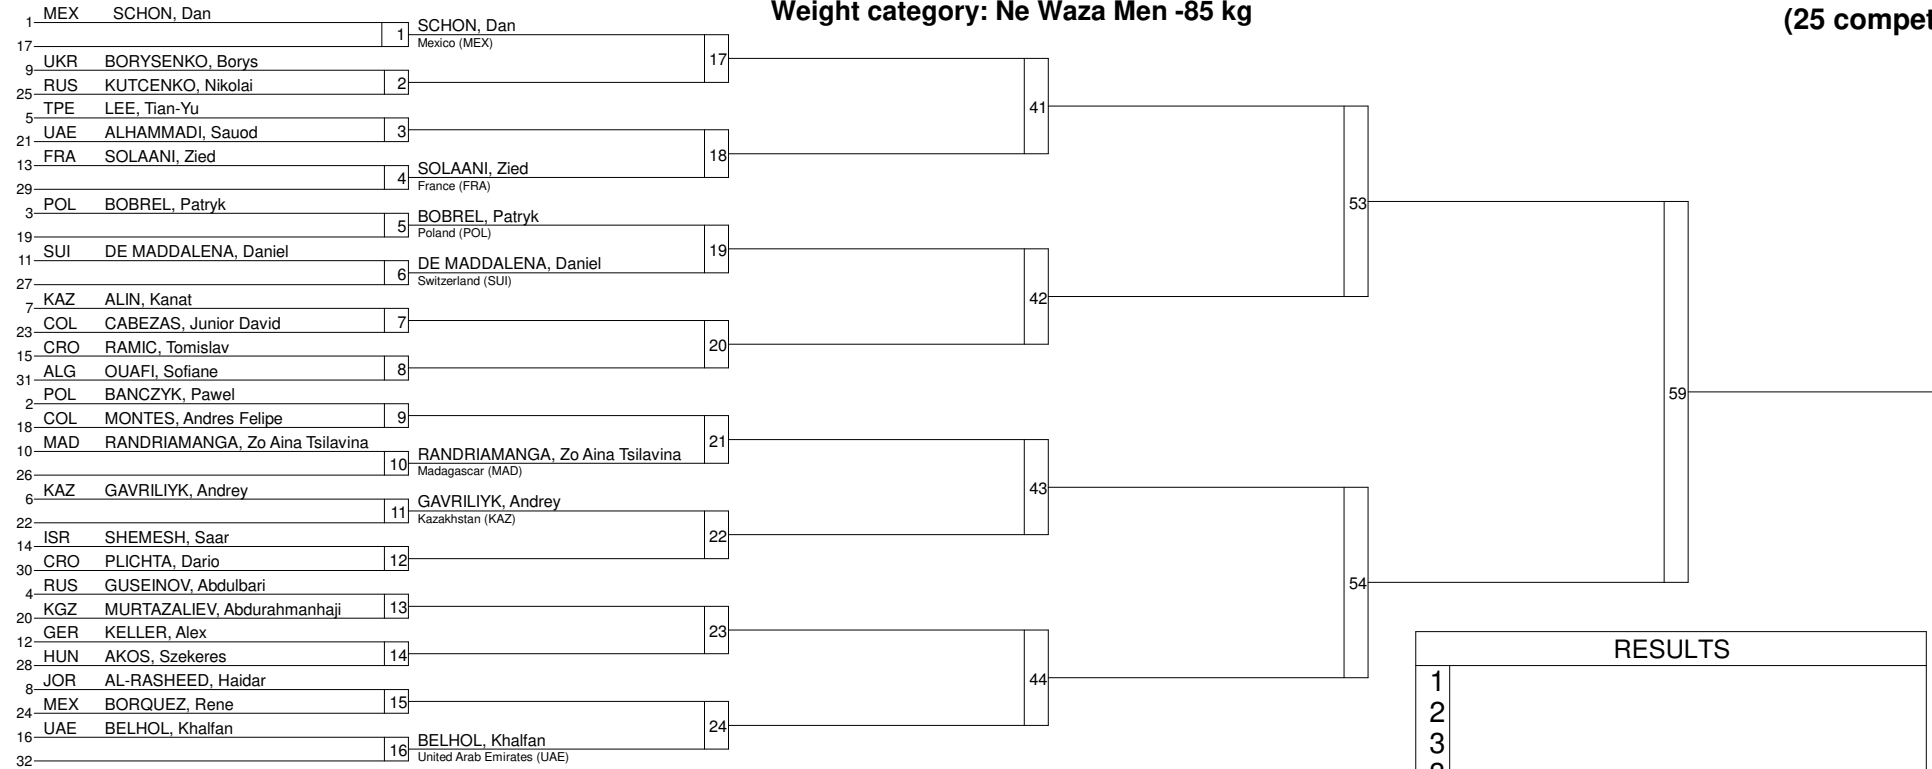 Weight category: Ne Waza Men -85 kg
(25 compet
1 MEX SCHON, Dan
17
1 SCHON, Dan
Mexico (MEX)
9 UKR BORYSENKO, Borys
25 RUS KUTCENKO, Nikolai
2
17
5 TPE LEE, Tian-Yu
21 UAE ALHAMMADI, Sauod
3
13 FRA SOLAANI, Zied
29
4 SOLAANI, Zied
France (FRA)
18
41
3 POL BOBREL, Patryk
19
5 BOBREL, Patryk
Poland (POL)
11 SUI DE MADDALENA, Daniel
27
6 DE MADDALENA, Daniel
Switzerland (SUI)
19
7 KAZ ALIN, Kanat
23 COL CABEZAS, Junior David
7
15 CRO RAMIC, Tomislav
31 ALG OUAFI, Sofiane
8
20
42
53
2 POL BANCZYK, Pawel
18 COL MONTES, Andres Felipe
9
10 MAD RANDRIAMANGA, Zo Aina Tsilavina
26
10 RANDRIAMANGA, Zo Aina Tsilavina
Madagascar (MAD)
21
6 KAZ GAVRILIYK, Andrey
22
11 GAVRILIYK, Andrey
Kazakhstan (KAZ)
14 ISR SHEMESH, Saar
30 CRO PLICHTA, Dario
12
22
43
4 RUS GUSEINOV, Abdulbari
20 KGZ MURTAZALIEV, Abdurahmanhaji
13
12 GER KELLER, Alex
28 HUN AKOS, Szekeres
14
23
8 JOR AL-RASHEED, Haidar
24 MEX BORQUEZ, Rene
15
16 UAE BELHOL, Khalfan
32
16 BELHOL, Khalfan
United Arab Emirates (UAE)
24
44
54
59
RESULTS
1
2
3